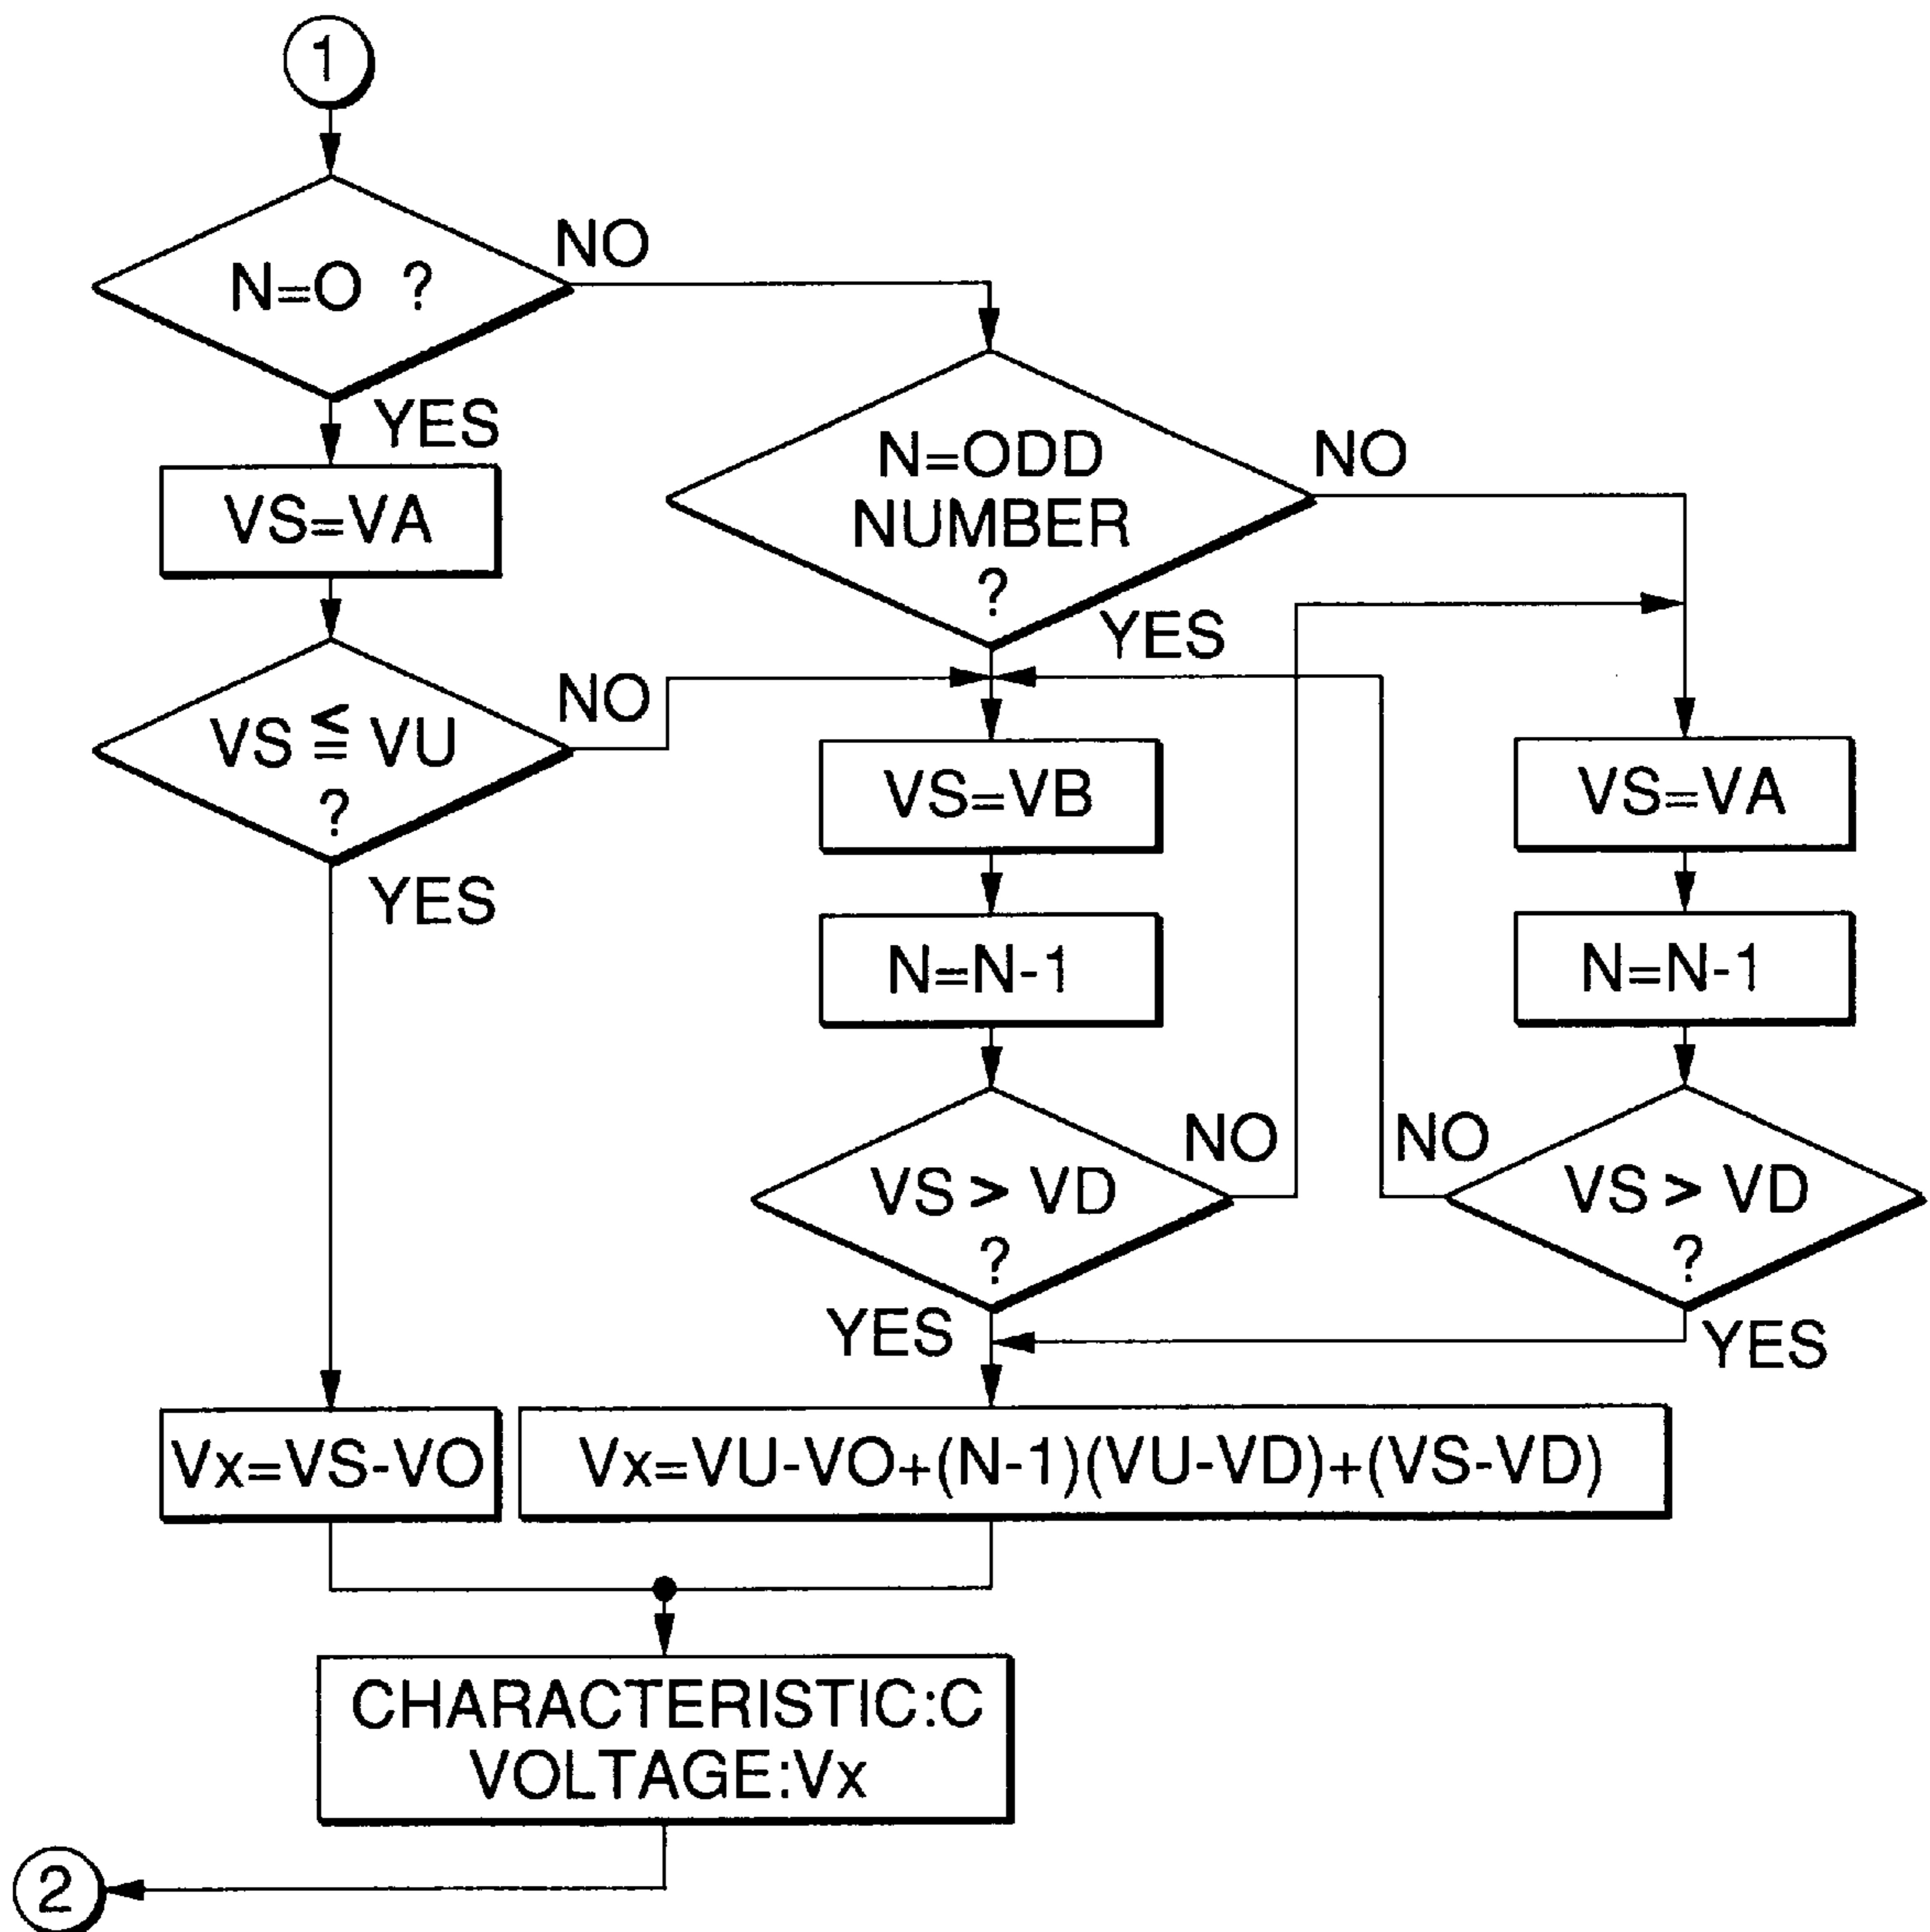 1
N=O ?
NO
YES
VS=VA
VS ≦ VU
?
NO
YES
N=ODD
NUMBER
?
NO
YES
VS=VB
N=N-1
VS > VD
?
NO
YES
VS=VA
N=N-1
VS > VD
?
NO
YES
Vx=VS-VO
Vx=VU-VO+(N-1)(VU-VD)+(VS-VD)
CHARACTERISTIC:C
VOLTAGE:Vx
2